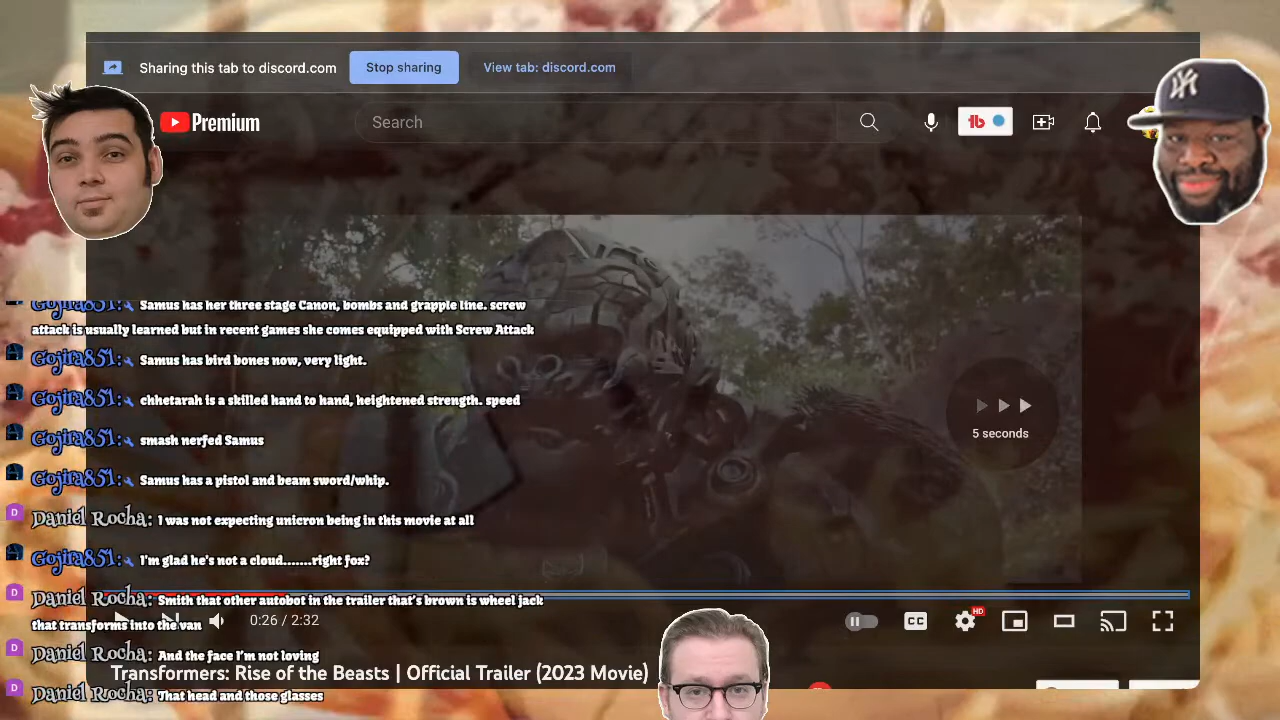 Sharing this tab to discord.com
Stop sharing
View tab: discord.com
Premium
Search
Gojira851: Samus has her three stage Canon, bombs and grapple line. screw
attack is usually learned but in recent games she comes equipped with Screw Attack
Gojira851: Samus has bird bones now, very light.
Gojira851: chhetarah is a skilled hand to hand, heightened strength. speed
5 seconds
Gojira851: smash nerfed Samus
Gojira851: Samus has a pistol and beam sword/whip.
D Daniel Rocha: I was not expecting unicron being in this movie at all
Gojira851: I'm glad he's not a cloud.......right fox?
D Daniel Rocha: Smith that other autobot in the trailer that's brown is wheel jack
that transforms into the van
0:26 / 2:32
CC
HD
D Daniel Rocha: And the face I'm not loving
Transformers: Rise of the Beasts | Official Trailer (2023 Movie)
D Daniel Rocha: That head and those glasses